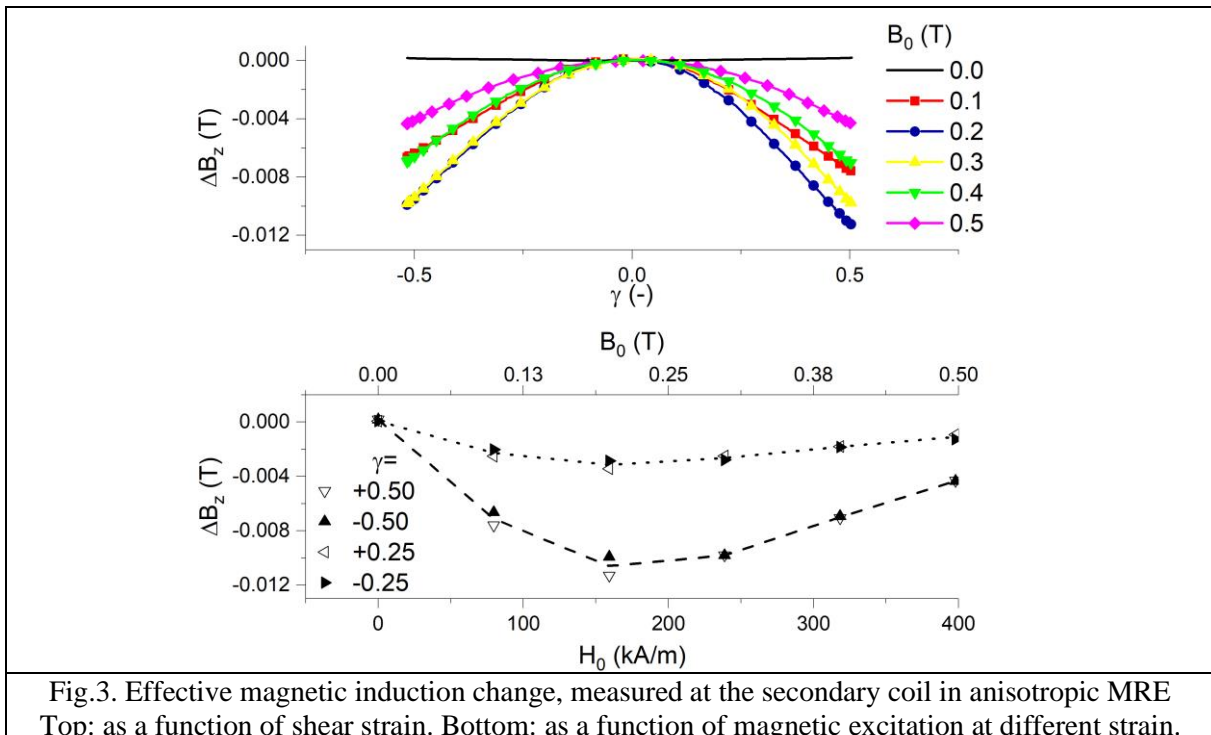 B₀ (T)
0.0
0.1
0.2
0.3
0.4
0.5
0.000
-0.004
-0.008
-0.012
ΔB_z (T)
-0.5 0.0 0.5
γ (-)
B₀ (T)
0.00 0.13 0.25 0.38 0.50
0.000
-0.004
-0.008
-0.012
ΔB_z (T)
γ=
+0.50
-0.50
+0.25
-0.25
0 100 200 300 400
H₀ (kA/m)
Fig.3. Effective magnetic induction change, measured at the secondary coil in anisotropic MRE
Top: as a function of shear strain. Bottom: as a function of magnetic excitation at different strain.